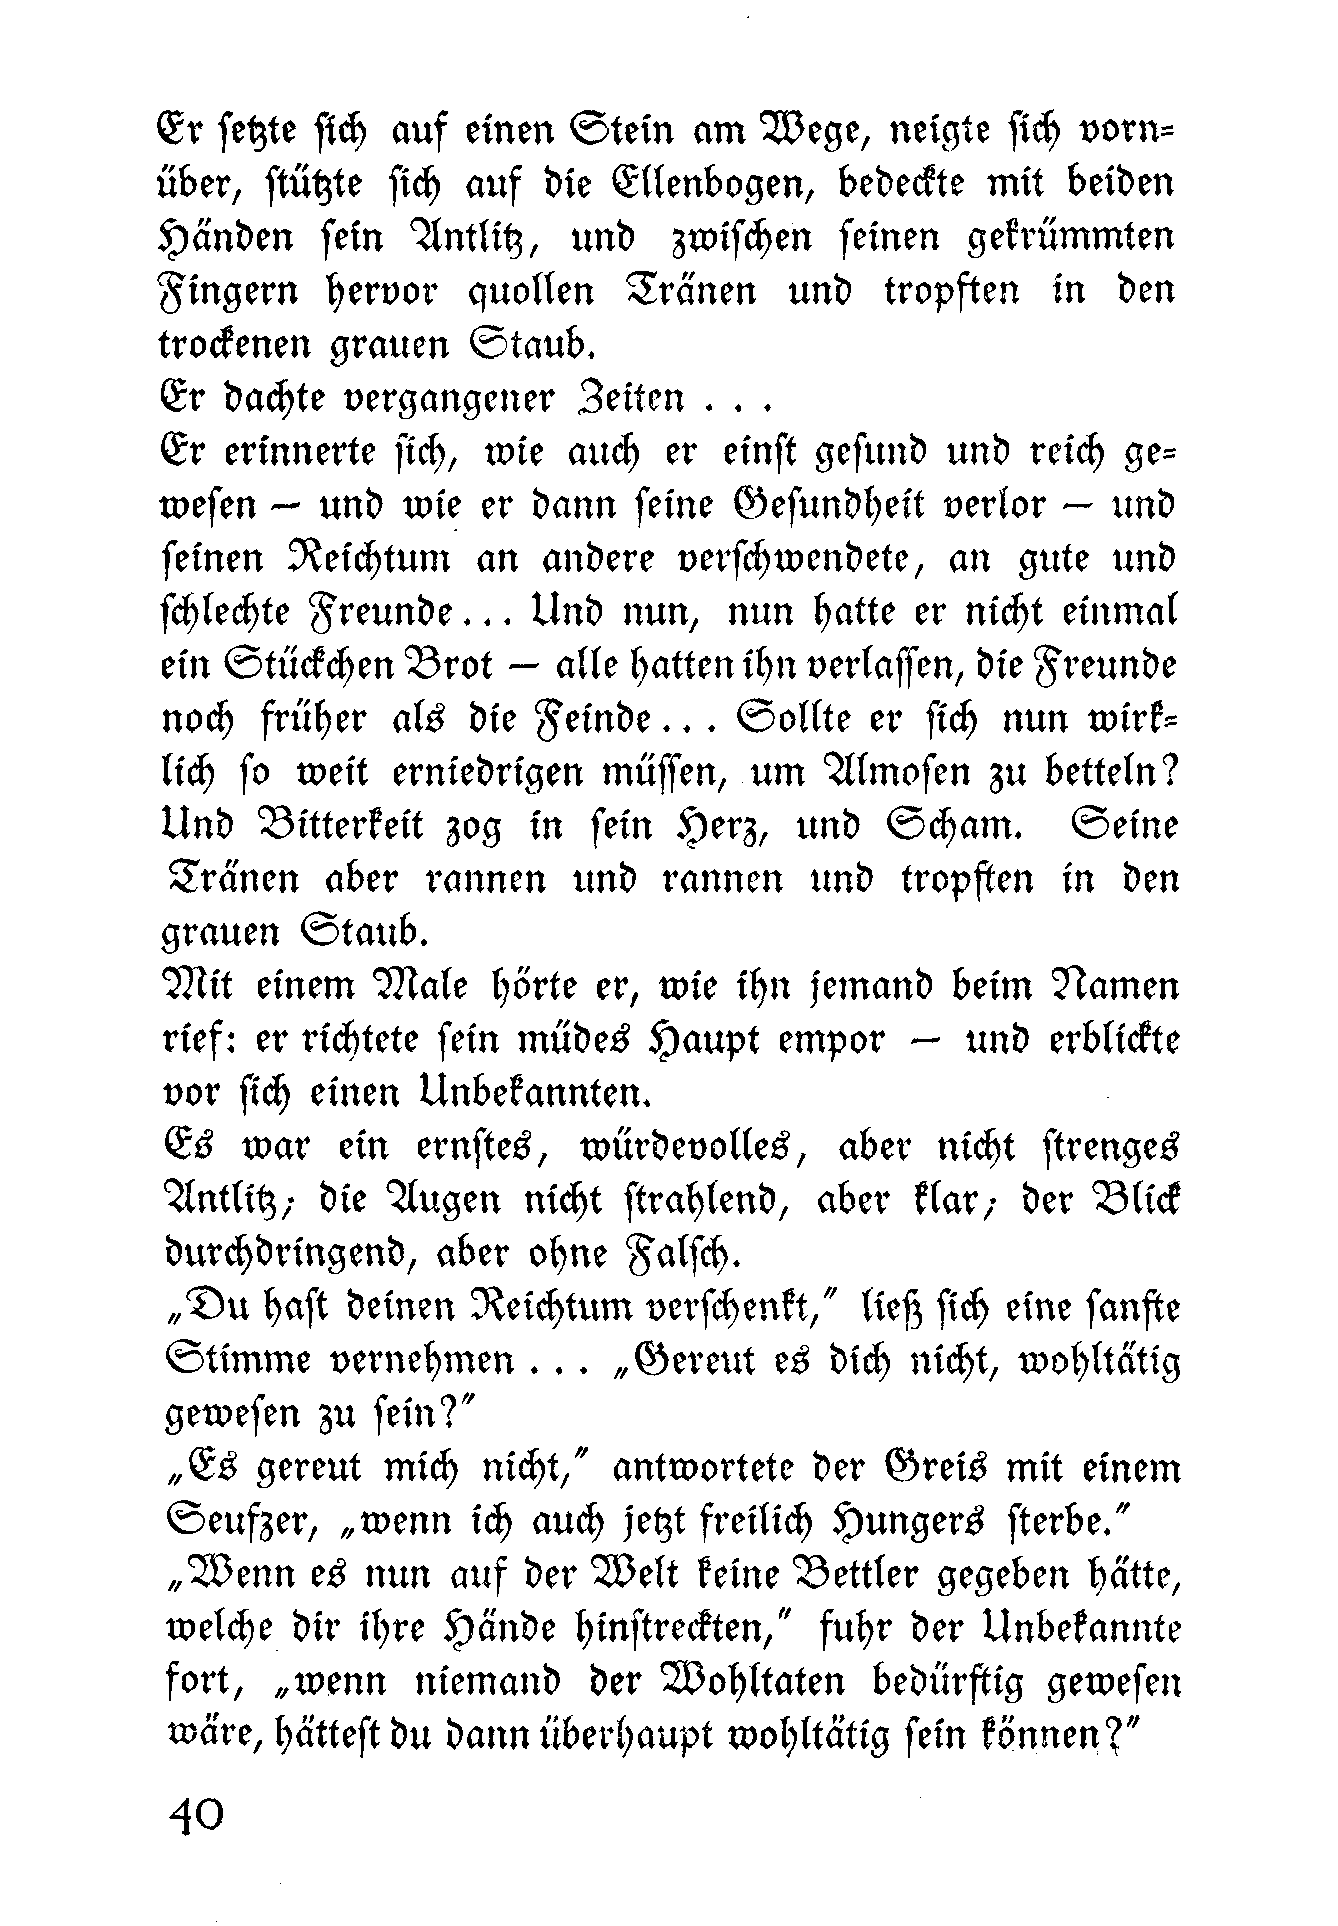 Er setzte sich auf einen Stein am Wege, neigte sich vorn-
über, stützte sich auf die Ellenbogen, bedeckte mit beiden
Händen sein Antlitz, und zwischen seinen gekrümmten
Fingern hervor quollen Tränen und tropften in den
trockenen grauen Staub.
Er dachte vergangener Zeiten . . .
Er erinnerte sich, wie auch er einst gesund und reich ge-
wesen — und wie er dann seine Gesundheit verlor — und
seinen Reichtum an andere verschwendete, an gute und
schlechte Freunde... Und nun, nun hatte er nicht einmal
ein Stückchen Brot — alle hatten ihn verlassen, die Freunde
noch früher als die Feinde... Sollte er sich nun wirk-
lich so weit erniedrigen müssen, um Almosen zu betteln?
Und Bitterkeit zog in sein Herz, und Scham. Seine
Tränen aber rannen und rannen und tropften in den
grauen Staub.
Mit einem Male hörte er, wie ihn jemand beim Namen
rief: er richtete sein müdes Haupt empor — und erblickte
vor sich einen Unbekannten.
Es war ein ernstes, würdevolles, aber nicht strenges
Antlitz; die Augen nicht strahlend, aber klar; der Blick
durchdringend, aber ohne Falsch.
„Du hast deinen Reichtum verschenkt,“ ließ sich eine sanfte
Stimme vernehmen . . . „Gereut es dich nicht, wohltätig
gewesen zu sein?“
„Es gereut mich nicht,“ antwortete der Greis mit einem
Seufzer, „wenn ich auch jetzt freilich Hungers sterbe.“
„Wenn es nun auf der Welt keine Bettler gegeben hätte,
welche dir ihre Hände hinstreckten,“ fuhr der Unbekannte
fort, „wenn niemand der Wohltaten bedürftig gewesen
wäre, hättest du dann überhaupt wohltätig sein können?“
40